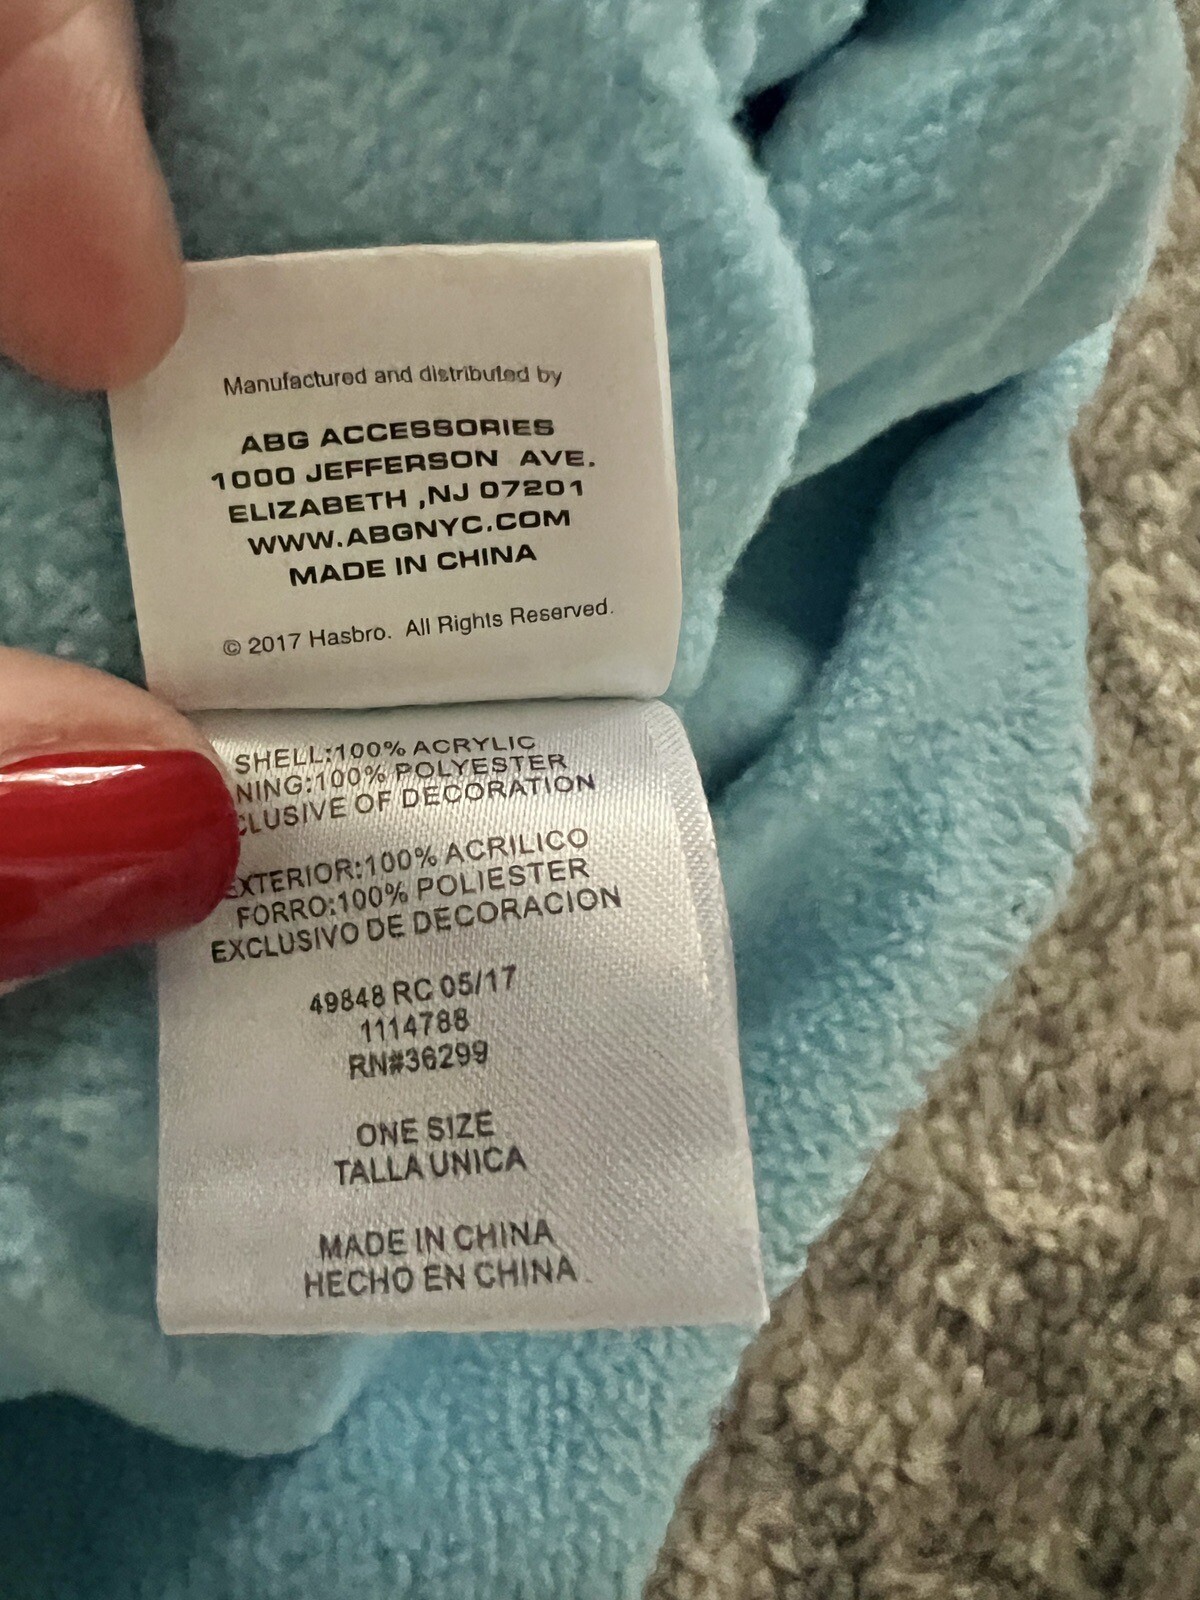 Manufactured and distributed by
ABG ACCESSORIES
1000 JEFFERSON AVE.
ELIZABETH ,NJ 07201
WWW.ABGNYC.COM
MADE IN CHINA
© 2017 Hasbro. All Rights Reserved.
SHELL:100% ACRYLIC
NING:100% POLYESTER
CLUSIVE OF DECORATION
EXTERIOR:100% ACRILICO
FORRO:100% POLIESTER
EXCLUSIVO DE DECORACION
49848 RC 05/17
1114788
RN#36299
ONE SIZE
TALLA UNICA
MADE IN CHINA
HECHO EN CHINA